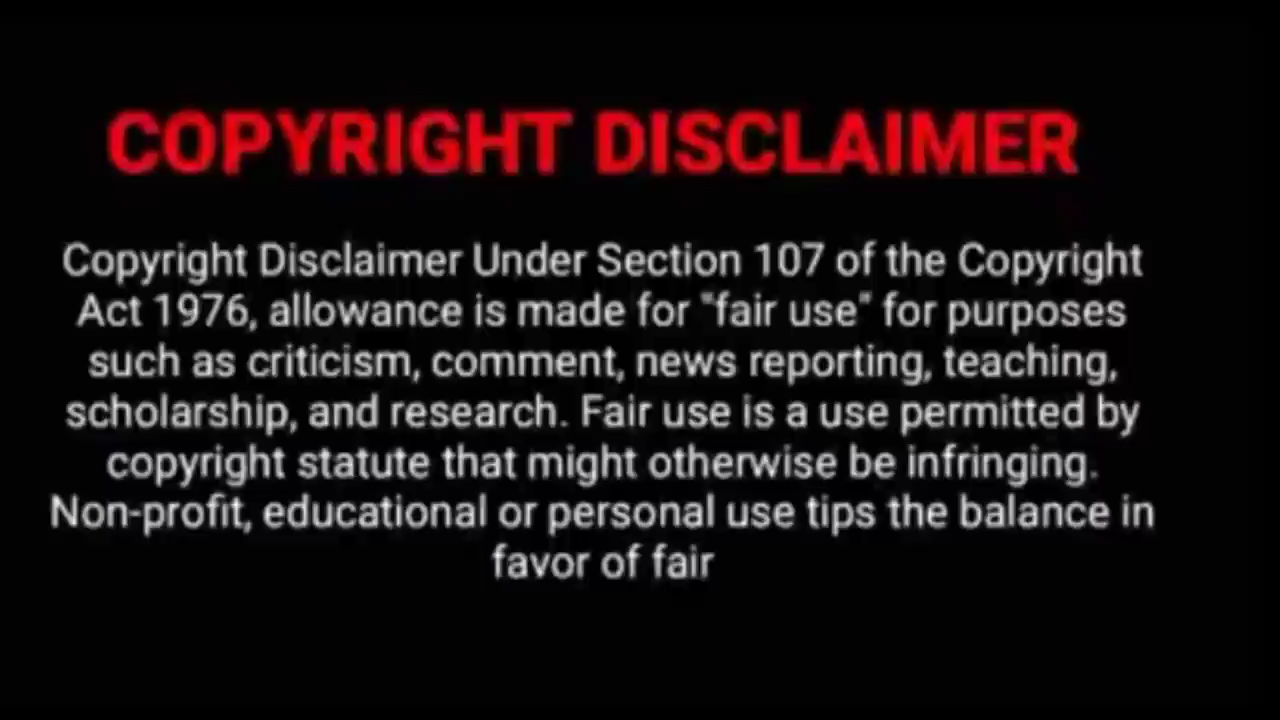 COPYRIGHT DISCLAIMER
Copyright Disclaimer Under Section 107 of the Copyright
Act 1976, allowance is made for "fair use" for purposes
such as criticism, comment, news reporting, teaching,
scholarship, and research. Fair use is a use permitted by
copyright statute that might otherwise be infringing.
Non-profit, educational or personal use tips the balance in
favor of fair